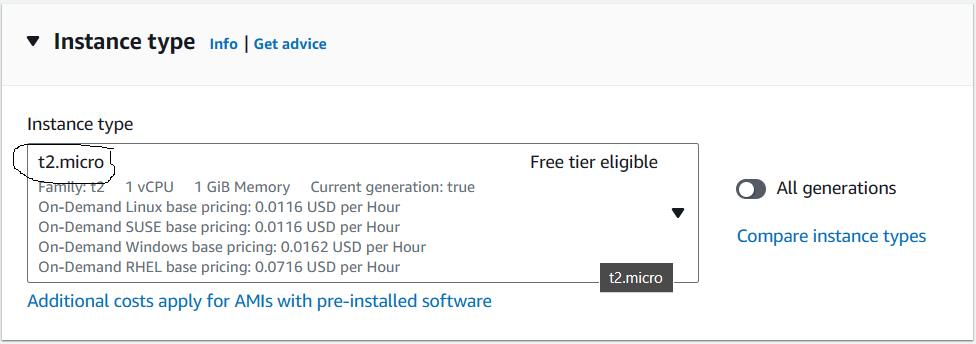 Instance type Info | Get advice
Instance type
t2.micro Free tier eligible
Family: t2 1 vCPU 1 GiB Memory Current generation: true
On-Demand Linux base pricing: 0.0116 USD per Hour
On-Demand SUSE base pricing: 0.0116 USD per Hour
On-Demand Windows base pricing: 0.0162 USD per Hour
On-Demand RHEL base pricing: 0.0716 USD per Hour
t2.micro
All generations
Compare instance types
Additional costs apply for AMIs with pre-installed software